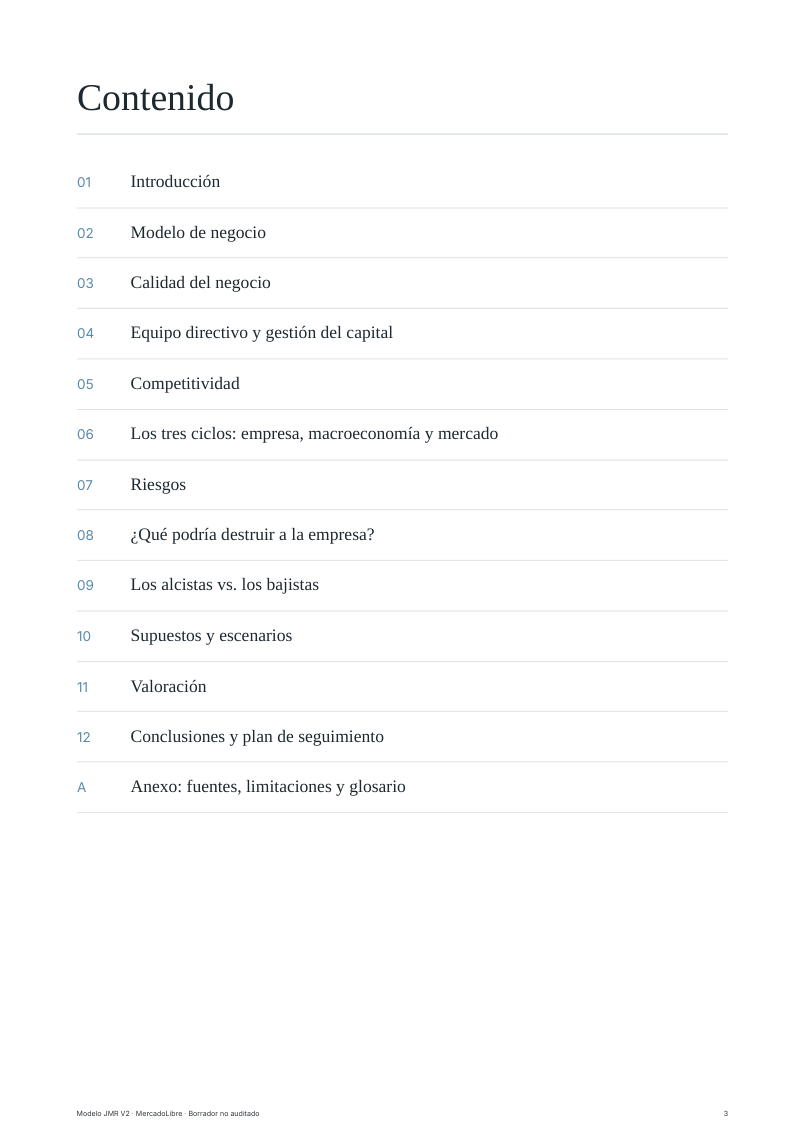 Contenido
01 Introducción
02 Modelo de negocio
03 Calidad del negocio
04 Equipo directivo y gestión del capital
05 Competitividad
06 Los tres ciclos: empresa, macroeconomía y mercado
07 Riesgos
08 ¿Qué podría destruir a la empresa?
09 Los alcistas vs. los bajistas
10 Supuestos y escenarios
11 Valoración
12 Conclusiones y plan de seguimiento
A Anexo: fuentes, limitaciones y glosario
Modelo JMR V2 · MercadoLibre · Borrador no auditado 3